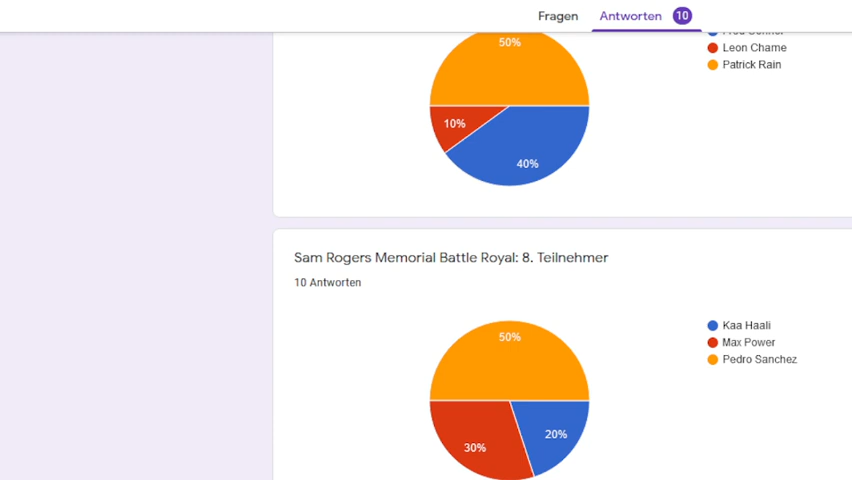 Fragen Antworten 10
50%
Leon Chame
Patrick Rain
10%
40%
Sam Rogers Memorial Battle Royal: 8. Teilnehmer
10 Antworten
Kaa Haali
50%
Max Power
Pedro Sanchez
20%
30%